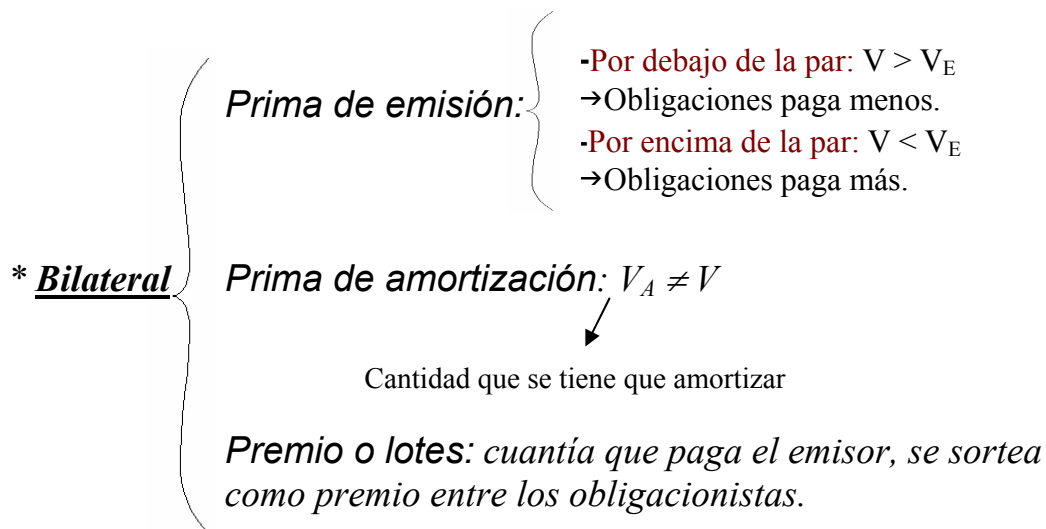 -Por debajo de la par: V > V_E
→Obligaciones paga menos.
Prima de emisión:
-Por encima de la par: V < V_E
→Obligaciones paga más.
* Bilateral
Prima de amortización: V_A ≠ V
Cantidad que se tiene que amortizar
Premio o lotes: cuantía que paga el emisor, se sortea
como premio entre los obligacionistas.